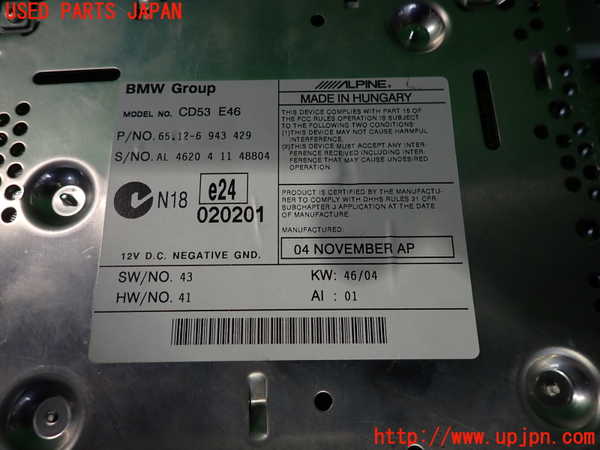 USED PARTS JAPAN
BMW Group
MODEL NO. CD53 E46
P/NO. 65.12-6 943 429
S/NO. AL 4620 4 11 48804
N18 e24
020201
12V D.C. NEGATIVE GND.
SW/NO. 43
HW/NO. 41
ALPINE
MADE IN HUNGARY
THIS DEVICE COMPLIES WITH PART 15 OF
THE FCC RULES OPERATION IS SUBJECT
TO THE FOLLOWING TWO CONDITIONS:
(1)THIS DEVICE MAY NOT CAUSE HARMFUL
INTERFERENCE.
(2)THIS DEVICE MUST ACCEPT ANY INTER-
FERENCE RECEIVED INCLUDING INTER-
FERENCE THAT MAY CAUSE UNDESIRED
OPERATION.
PRODUCT IS CERTIFIED BY THE MANUFACTU-
RER TO COMPLY WITH DHHS RULES 21 CFR
SUBCHAPTER J APPLICATION AT THE DATE
OF MANUFACTURE.
MANUFACTURED:
04 NOVEMBER AP
KW: 46/04
AI : 01
http://www.upjpn.com/